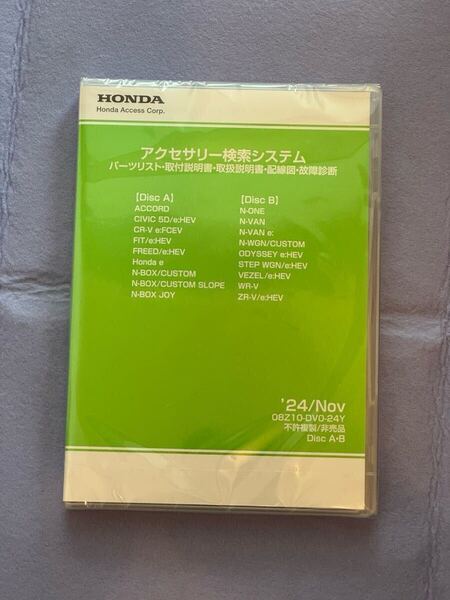 HONDA
Honda Access Corp.
アクセサリー検索システム
パーツリスト・取付説明書・取扱説明書・配線図・故障診断
【Disc A】
ACCORD
CIVIC 5D/e:HEV
CR-V e:FCEV
FIT/e:HEV
FREED/e:HEV
Honda e
N-BOX/CUSTOM
N-BOX/CUSTOM SLOPE
N-BOX JOY
【Disc B】
N-ONE
N-VAN
N-VAN e:
N-WGN/CUSTOM
ODYSSEY e:HEV
STEP WGN/e:HEV
VEZEL/e:HEV
WR-V
ZR-V/e:HEV
'24/Nov
08Z10-DV0-24Y
不許複製/非売品
Disc A・B